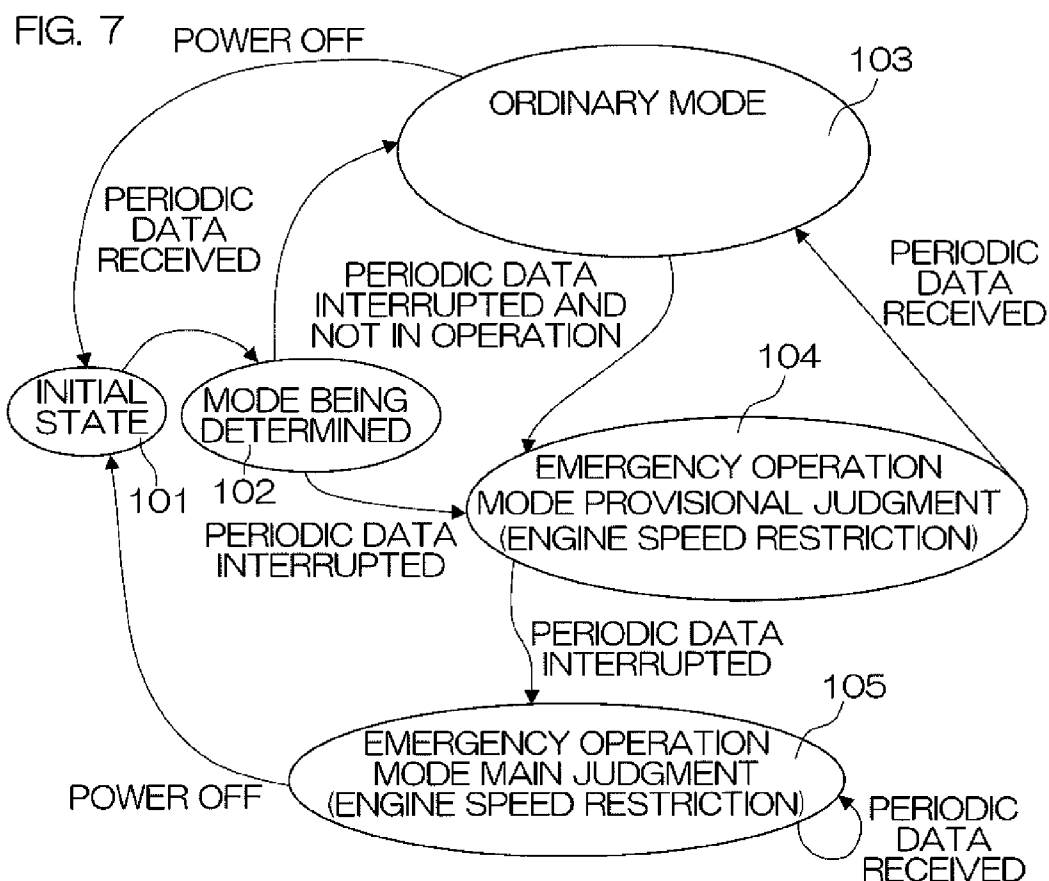 FIG. 7
POWER OFF
103
ORDINARY MODE
PERIODIC
DATA
RECEIVED
PERIODIC DATA
INTERRUPTED AND
NOT IN OPERATION
PERIODIC
DATA
RECEIVED
INITIAL
STATE
101
MODE BEING
DETERMINED
102
104
EMERGENCY OPERATION
MODE PROVISIONAL JUDGMENT
(ENGINE SPEED RESTRICTION)
PERIODIC DATA
INTERRUPTED
PERIODIC DATA
INTERRUPTED
105
EMERGENCY OPERATION
MODE MAIN JUDGMENT
(ENGINE SPEED RESTRICTION)
POWER OFF
PERIODIC
DATA
RECEIVED